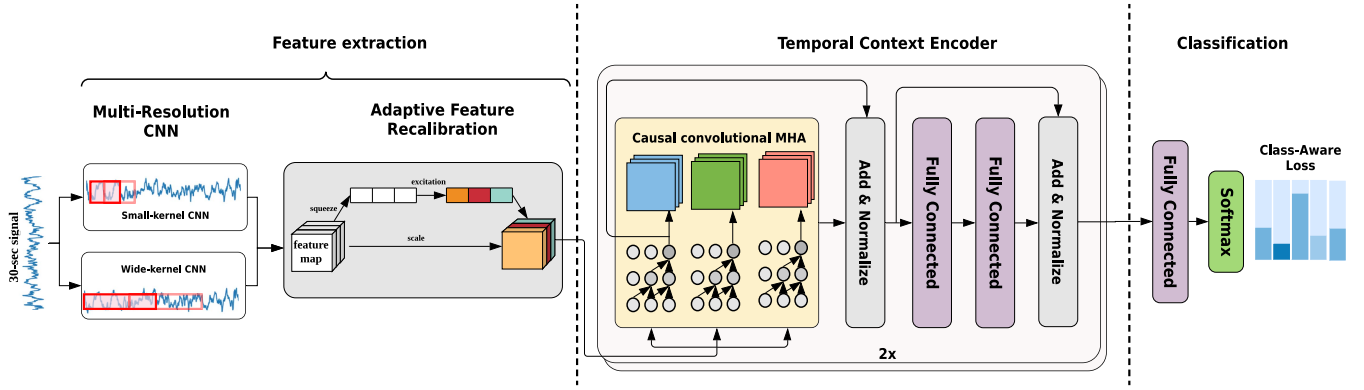 Feature extraction
Temporal Context Encoder
Classification
Multi-Resolution
CNN
Adaptive Feature
Recalibration
30-sec signal
Small-kernel CNN
Wide-kernel CNN
squeeze
excitation
feature
map
scale
Causal convolutional MHA
Add & Normalize
Fully Connected
Fully Connected
Add & Normalize
2x
Fully Connected
Softmax
Class-Aware
Loss